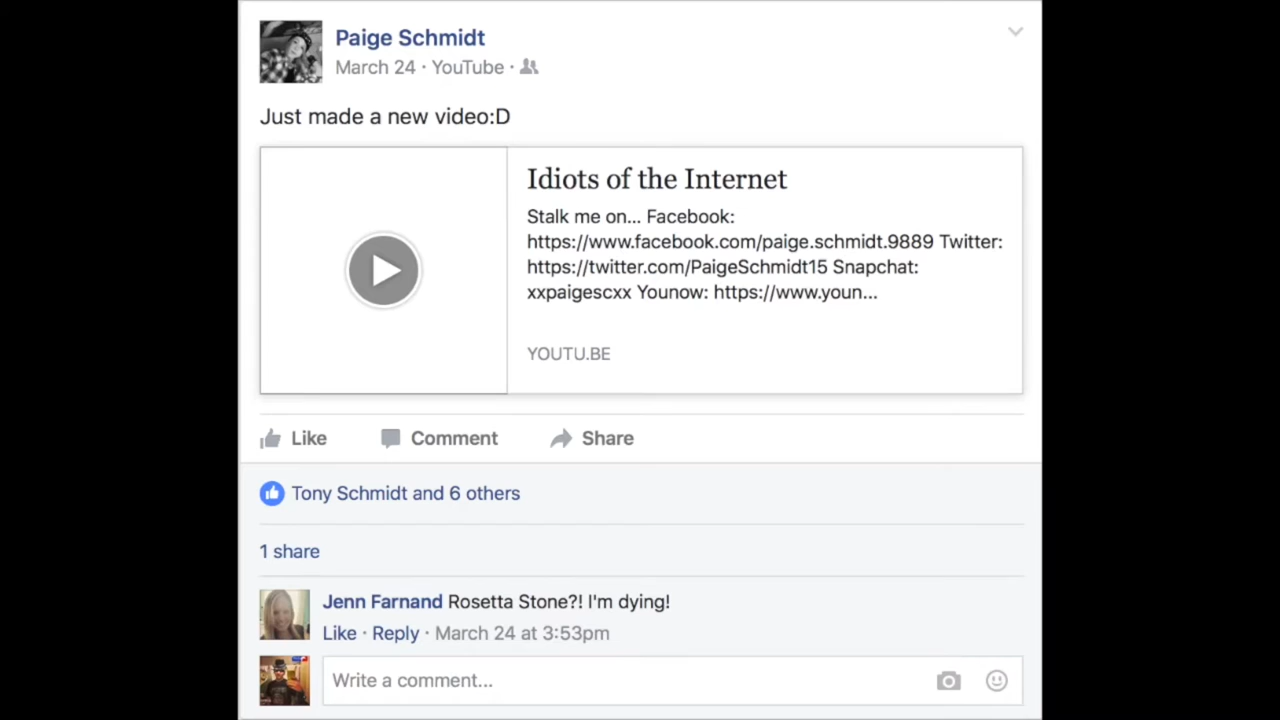 Paige Schmidt
March 24 · YouTube ·
Just made a new video:D
Idiots of the Internet
Stalk me on... Facebook:
https://www.facebook.com/paige.schmidt.9889 Twitter:
https://twitter.com/PaigeSchmidt15 Snapchat:
xxpaigescxx Younow: https://www.youn...
YOUTU.BE
Like Comment Share
Tony Schmidt and 6 others
1 share
Jenn Farnand Rosetta Stone?! I'm dying!
Like · Reply · March 24 at 3:53pm
Write a comment...